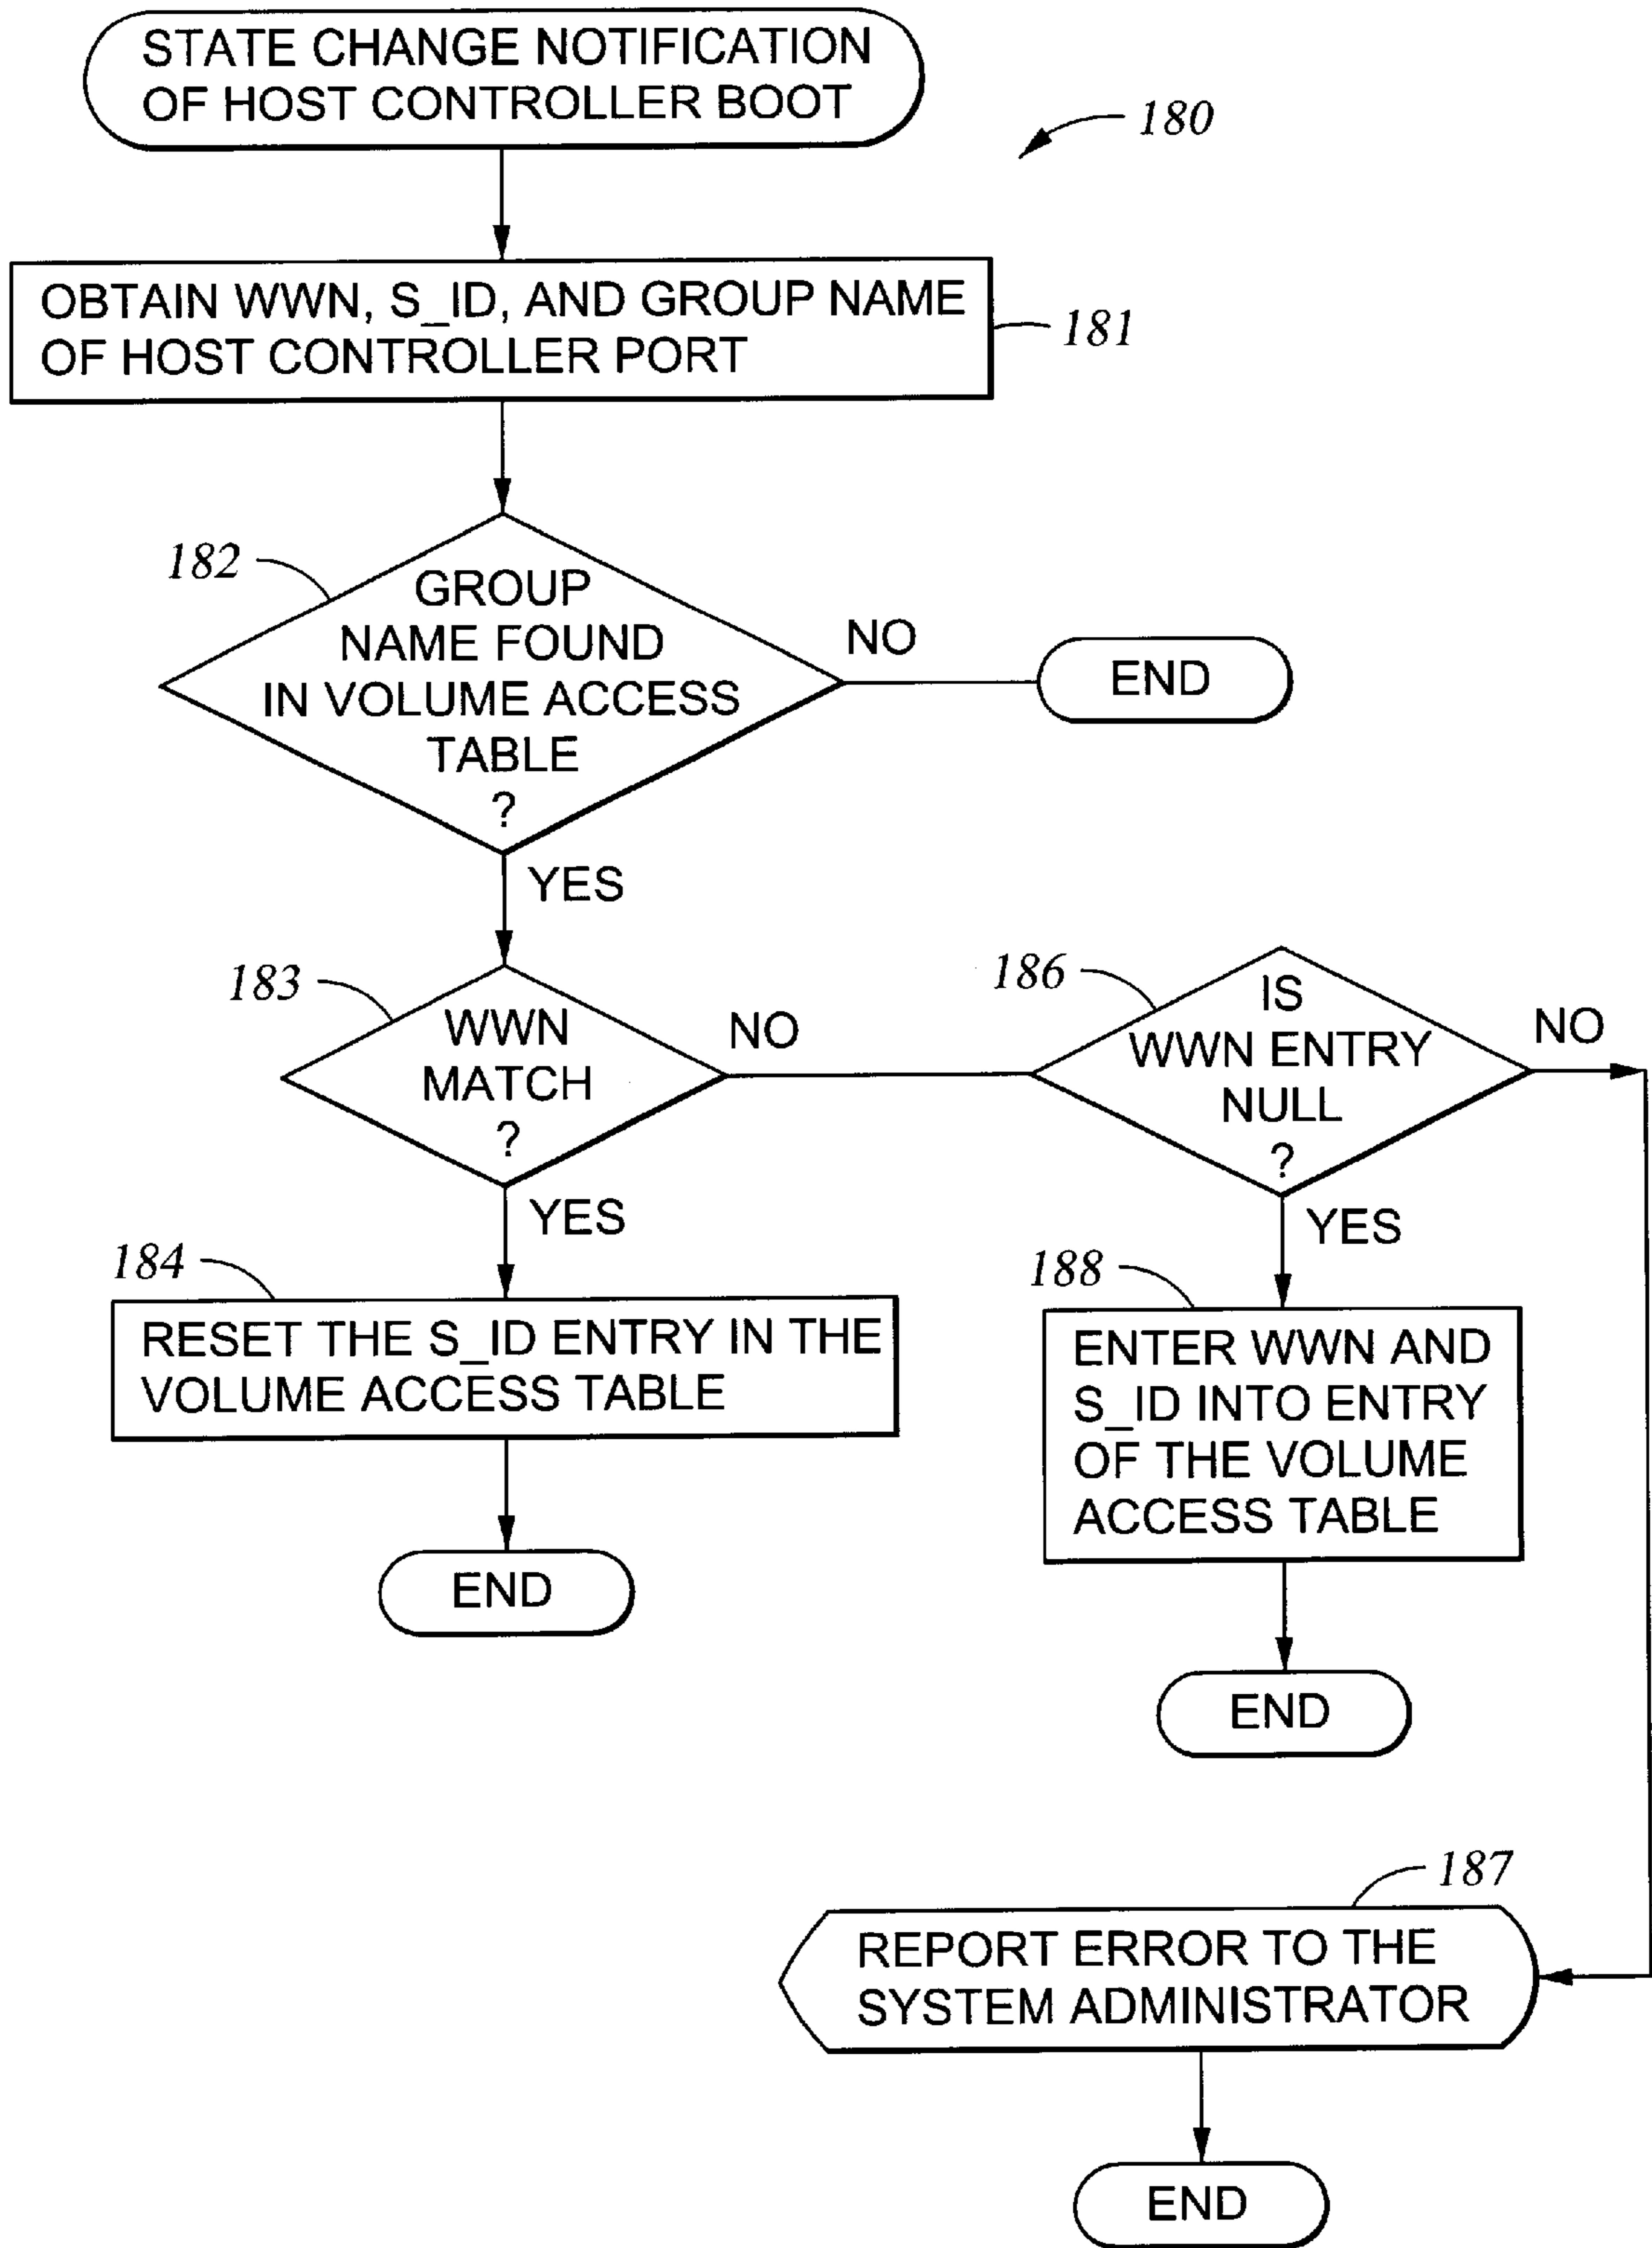 STATE CHANGE NOTIFICATION
OF HOST CONTROLLER BOOT
180
OBTAIN WWN, S_ID, AND GROUP NAME
OF HOST CONTROLLER PORT
181
182
GROUP
NAME FOUND
IN VOLUME ACCESS
TABLE
?
NO
END
YES
183
WWN
MATCH
?
NO
186
IS
WWN ENTRY
NULL
?
NO
YES
184
RESET THE S_ID ENTRY IN THE
VOLUME ACCESS TABLE
END
YES
188
ENTER WWN AND
S_ID INTO ENTRY
OF THE VOLUME
ACCESS TABLE
END
187
REPORT ERROR TO THE
SYSTEM ADMINISTRATOR
END